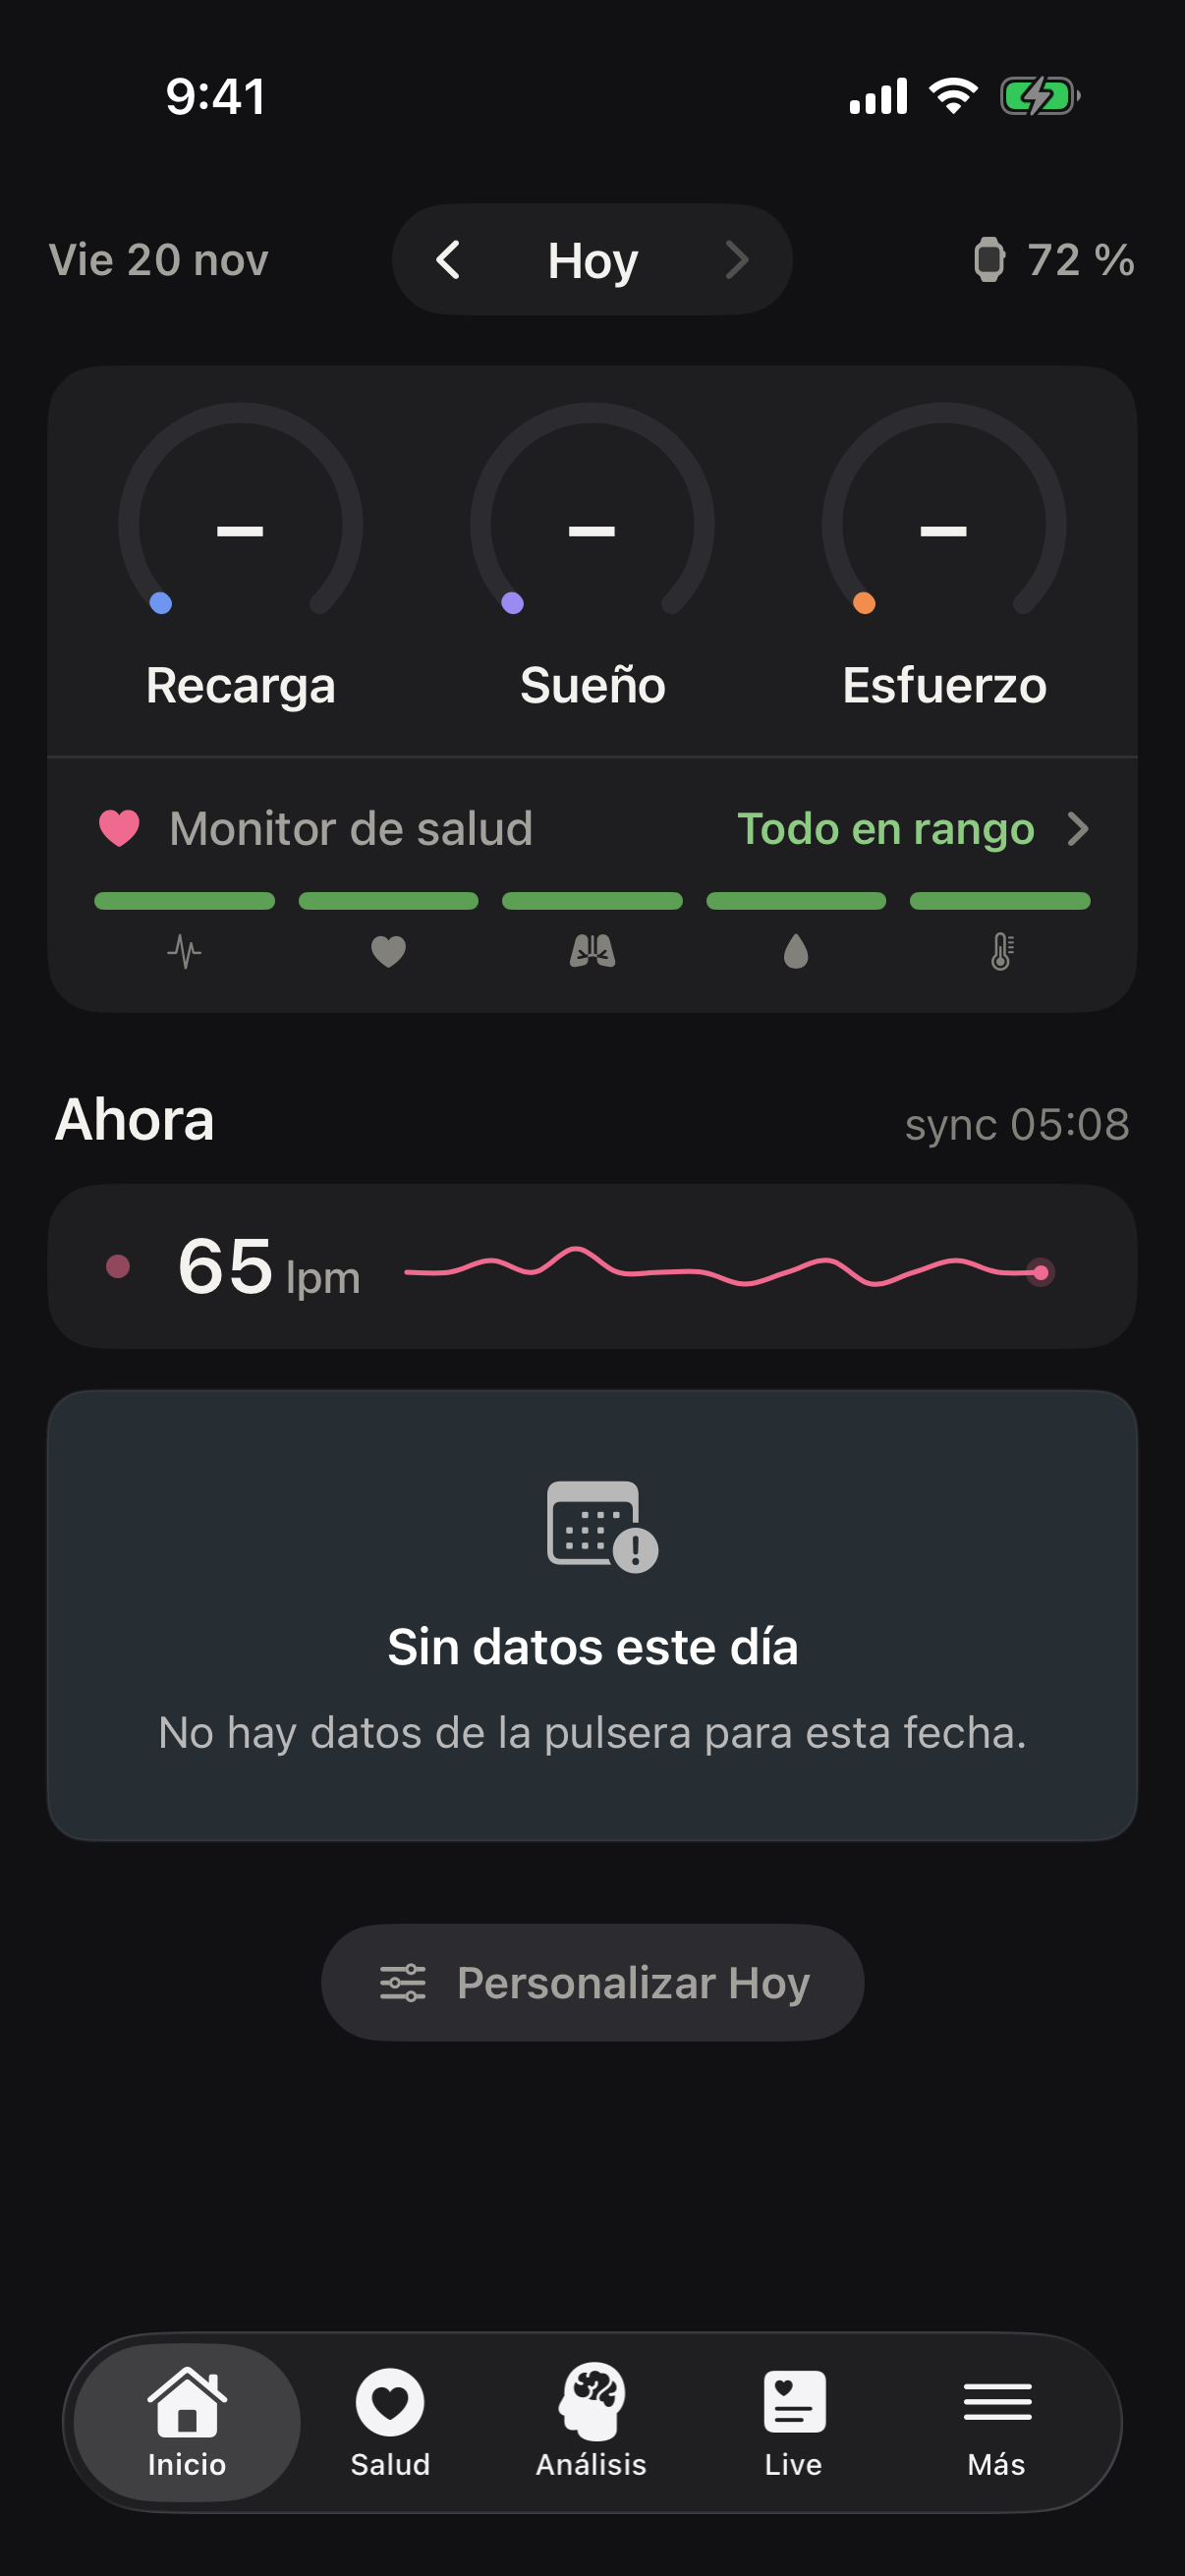 9:41
Vie 20 nov
Hoy
72 %
–
–
–
Recarga
Sueño
Esfuerzo
Monitor de salud
Todo en rango
Ahora
sync 05:08
65 lpm
Sin datos este día
No hay datos de la pulsera para esta fecha.
Personalizar Hoy
Inicio
Salud
Análisis
Live
Más